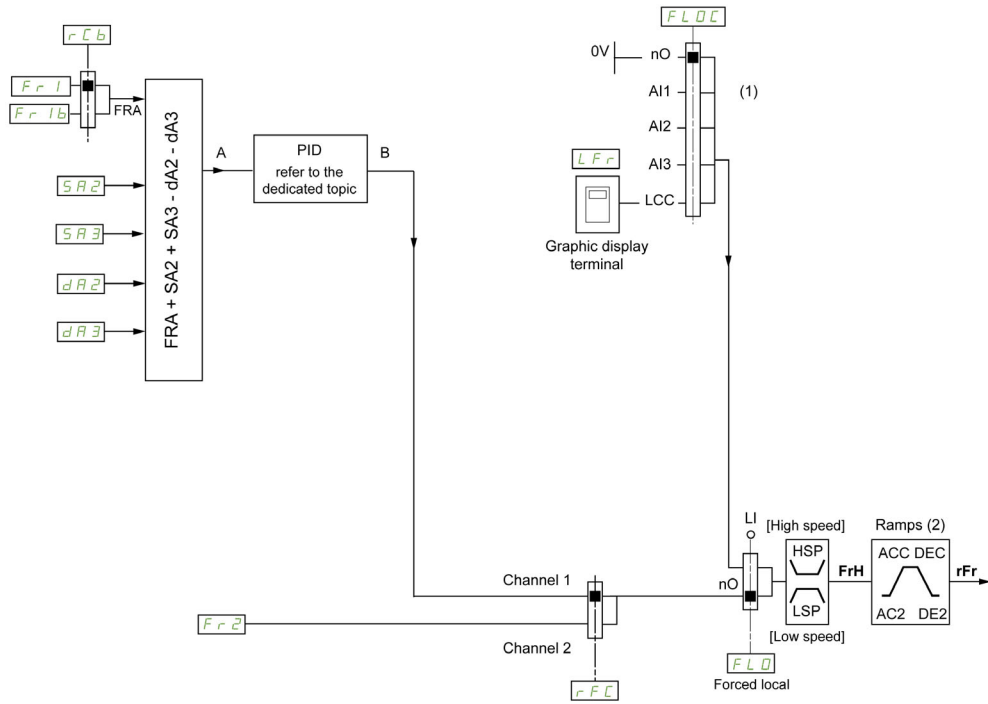 rCb
Fr1
Fr1b
FRA
SA2
SA3
dA2
dA3
FRA + SA2 + SA3 - dA2 - dA3
A
PID
refer to the
dedicated topic
B
FLOC
0V
nO
AI1
AI2
AI3
LCC
(1)
LFr
Graphic display
terminal
Channel 1
Fr2
Channel 2
rFC
LI
nO
FLO
Forced local
[High speed]
HSP
LSP
[Low speed]
FrH
Ramps (2)
ACC DEC
AC2 DE2
rFr